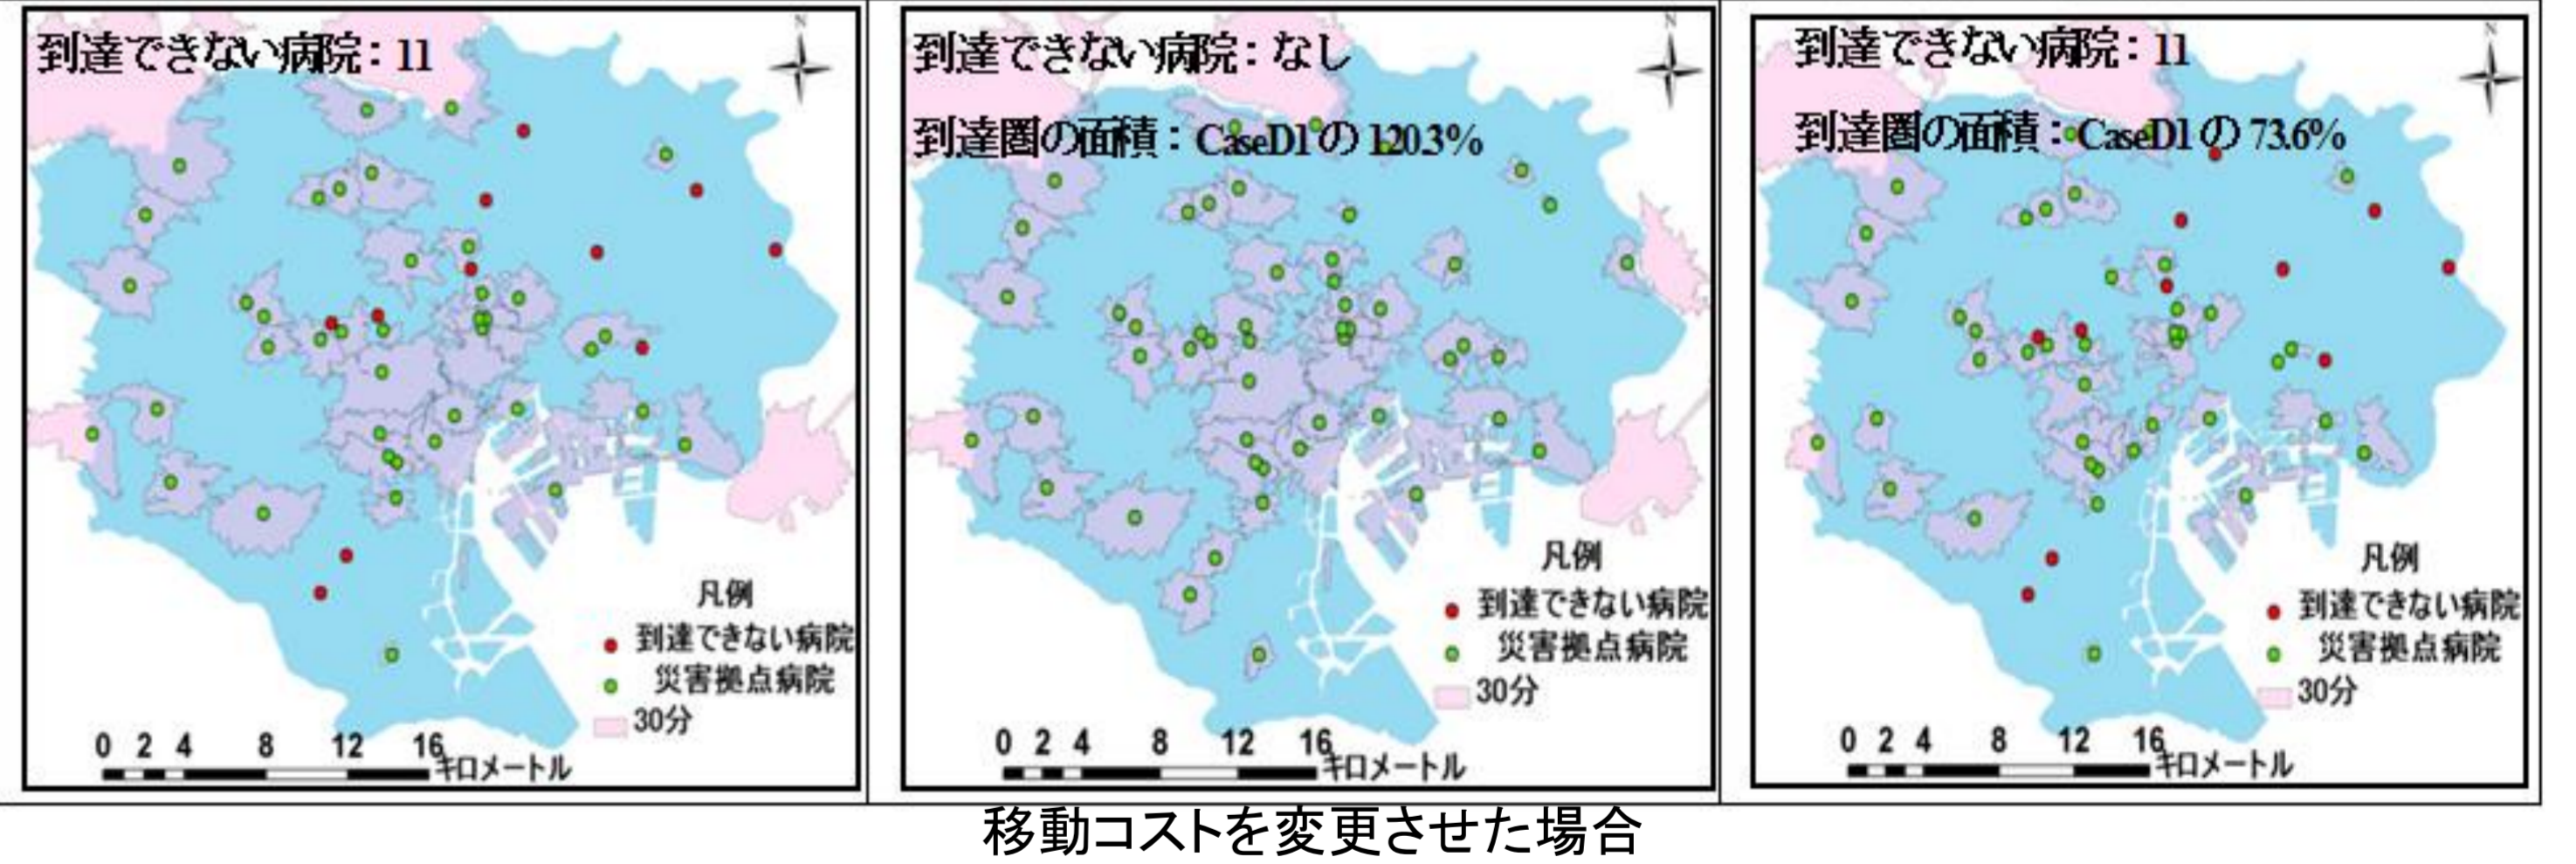 到達できない病院：11
N
凡例
到達できない病院
災害拠点病院
30分
0 2 4 8 12 16
キロメートル
到達できない病院：なし
到達圏の面積：CaseD1の120.3%
N
凡例
到達できない病院
災害拠点病院
30分
0 2 4 8 12 16
キロメートル
到達できない病院：11
到達圏の面積：CaseD1の73.6%
N
凡例
到達できない病院
災害拠点病院
30分
0 2 4 8 12 16
キロメートル
移動コストを変更させた場合